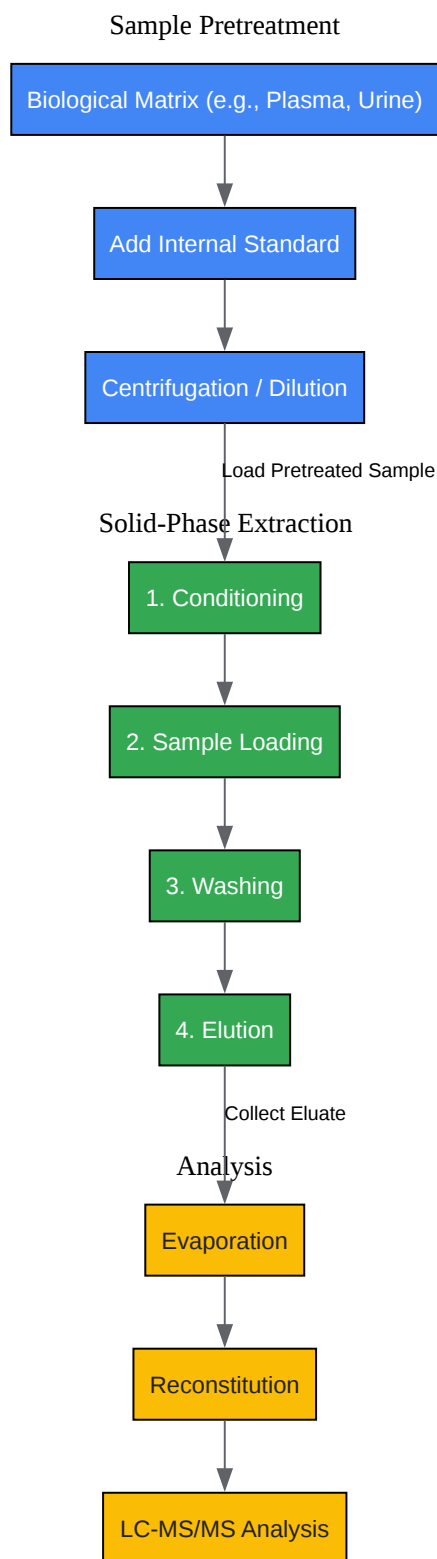 Sample Pretreatment
Biological Matrix (e.g., Plasma, Urine)
Add Internal Standard
Centrifugation / Dilution
Load Pretreated Sample
Solid-Phase Extraction
1. Conditioning
2. Sample Loading
3. Washing
4. Elution
Collect Eluate
Analysis
Evaporation
Reconstitution
LC-MS/MS Analysis